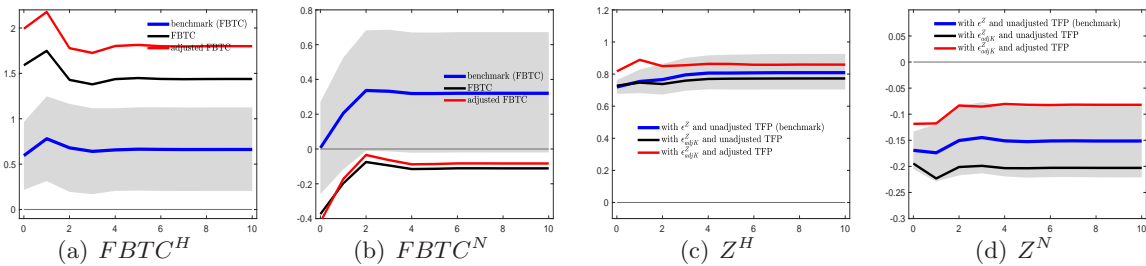 benchmark (FBTC)
FBTC
adjusted FBTC
2
1.5
1
0.5
0
0 2 4 6 8 10
(a) FBTC^H
benchmark (FBTC)
FBTC
adjusted FBTC
0.8
0.6
0.4
0.2
0
-0.2
-0.4
0 2 4 6 8 10
(b) FBTC^N
with ϵ^Z and unadjusted TFP (benchmark)
with ϵ^Z_{adjK} and unadjusted TFP
with ϵ^Z_{adjK} and adjusted TFP
1.2
1
0.8
0.6
0.4
0.2
0
0 2 4 6 8 10
(c) Z^H
with ϵ^Z and unadjusted TFP (benchmark)
with ϵ^Z_{adjK} and unadjusted TFP
with ϵ^Z_{adjK} and adjusted TFP
0.05
0
-0.05
-0.1
-0.15
-0.2
-0.25
-0.3
0 2 4 6 8 10
(d) Z^N